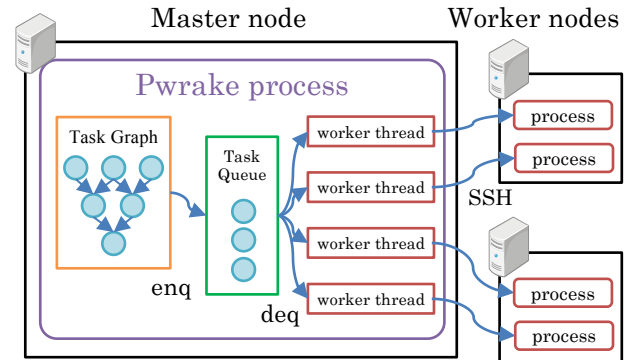 Master node
Worker nodes
Pwrake process
Task Graph
Task
Queue
enq
deq
worker thread
worker thread
worker thread
worker thread
SSH
process
process
process
process